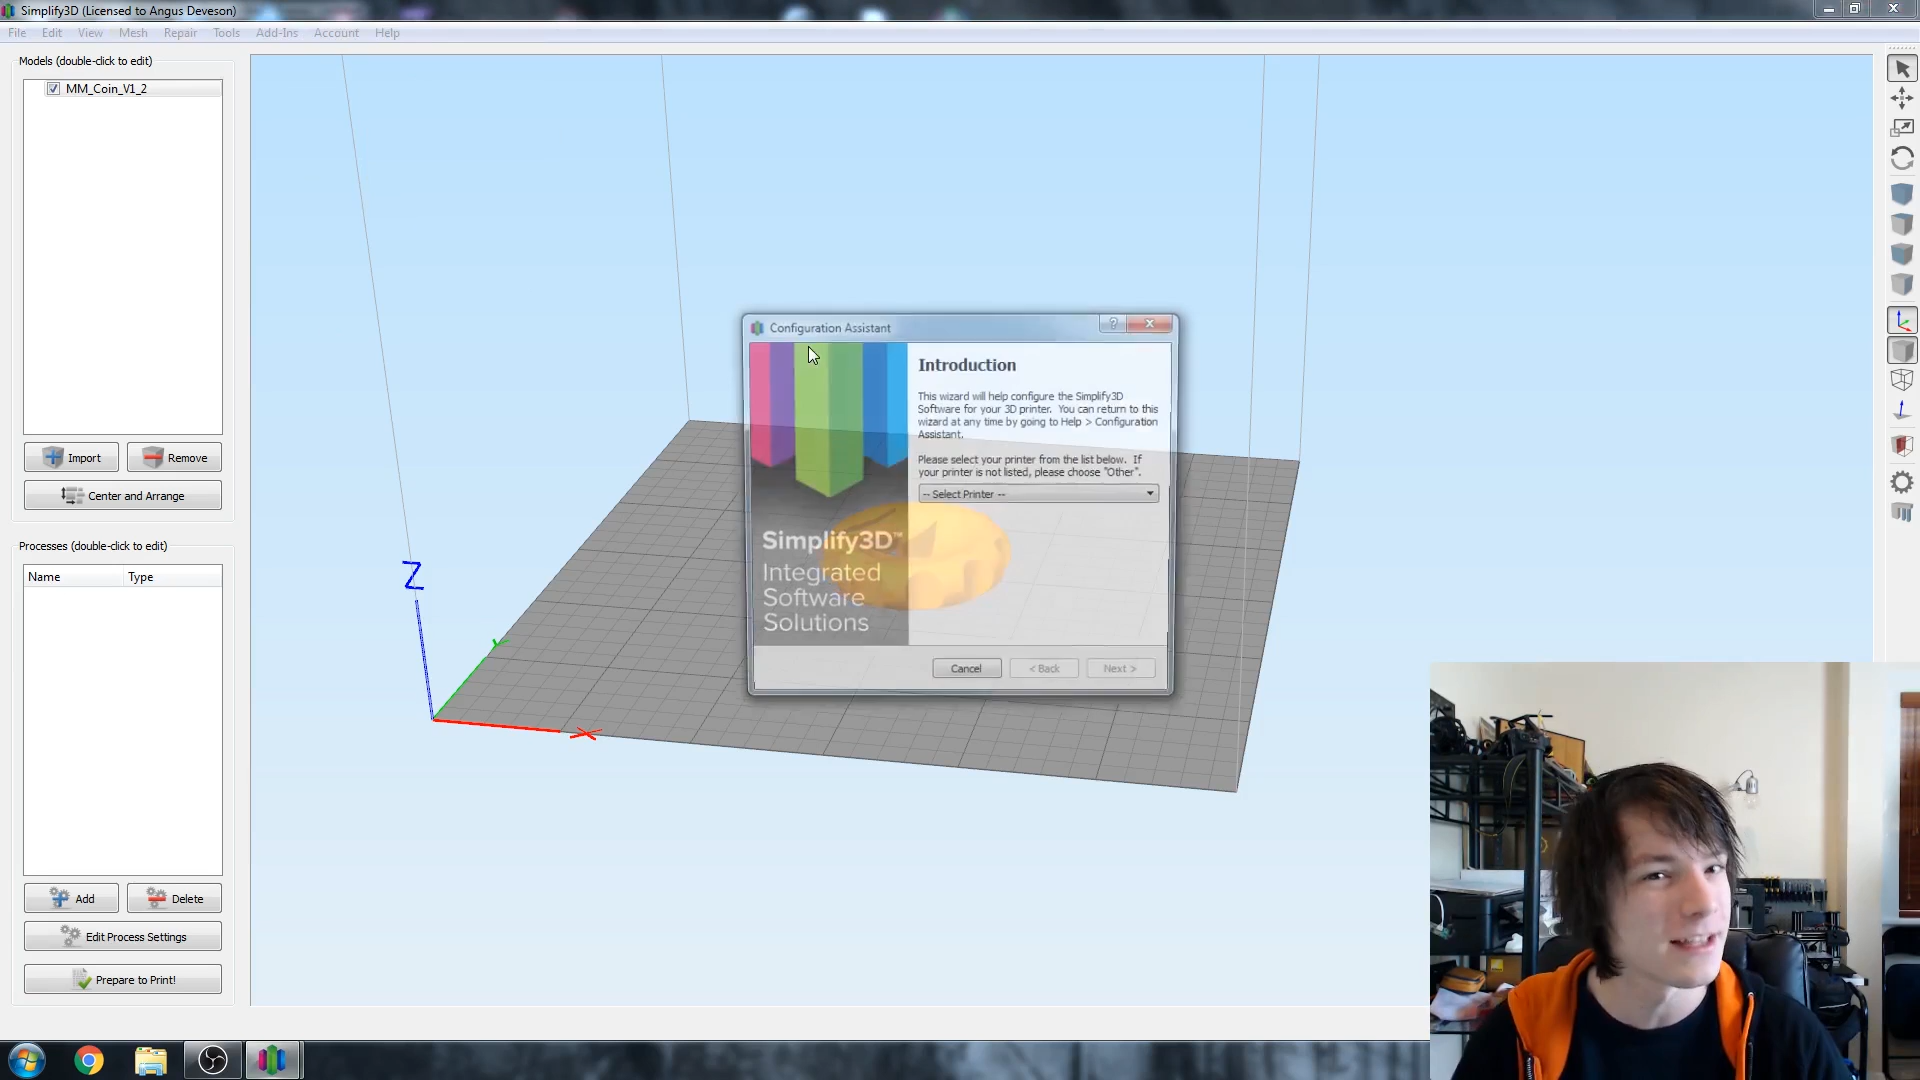 Simplify3D (Licensed to Angus Deveson)
File Edit View Mesh Repair Tools Add-Ins Account Help
Models (double-click to edit)
MM_Coin_V1_2
Import Remove
Center and Arrange
Processes (double-click to edit)
Name Type
Add Delete
Edit Process Settings
Prepare to Print!
Z
Y
X
Configuration Assistant
?
Introduction
This wizard will help configure the Simplify3D
Software for your 3D printer. You can return to this
wizard at any time by going to Help > Configuration
Assistant.
Please select your printer from the list below. If
your printer is not listed, please choose "Other".
-- Select Printer --
Simplify3D™
Integrated
Software
Solutions
Cancel < Back Next >